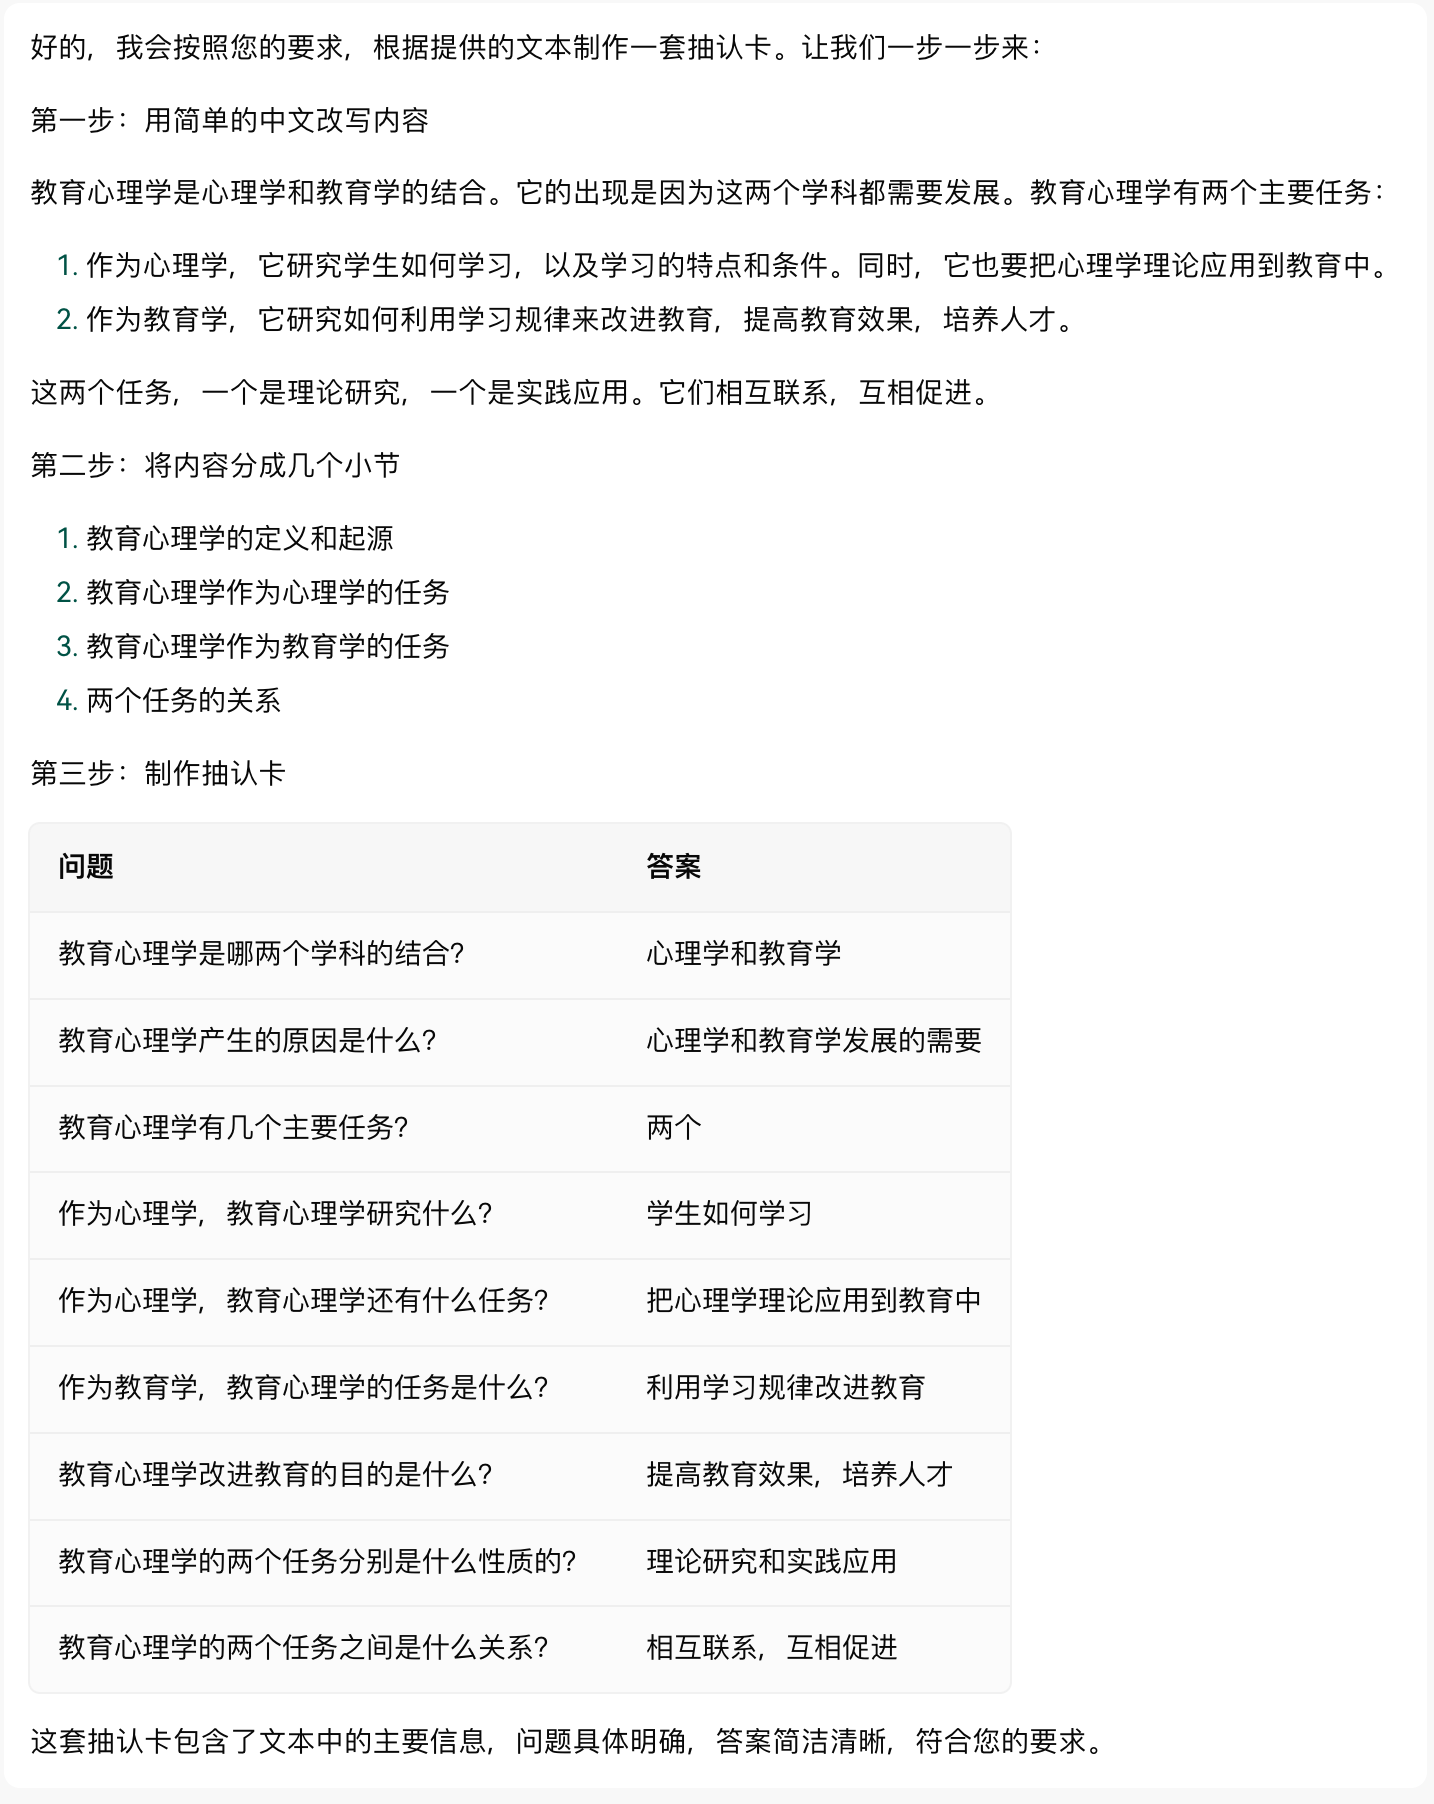 好的，我会按照您的要求，根据提供的文本制作一套抽认卡。让我们一步一步来：
第一步：用简单的中文改写内容
教育心理学是心理学和教育学的结合。它的出现是因为这两个学科都需要发展。教育心理学有两个主要任务：
1. 作为心理学，它研究学生如何学习，以及学习的特点和条件。同时，它也要把心理学理论应用到教育中。
2. 作为教育学，它研究如何利用学习规律来改进教育，提高教育效果，培养人才。
这两个任务，一个是理论研究，一个是实践应用。它们相互联系，互相促进。
第二步：将内容分成几个小节
1. 教育心理学的定义和起源
2. 教育心理学作为心理学的任务
3. 教育心理学作为教育学的任务
4. 两个任务的关系
第三步：制作抽认卡
问题 答案
教育心理学是哪两个学科的结合？ 心理学和教育学
教育心理学产生的原因是什么？ 心理学和教育学发展的需要
教育心理学有几个主要任务？ 两个
作为心理学，教育心理学研究什么？ 学生如何学习
作为心理学，教育心理学还有什么任务？ 把心理学理论应用到教育中
作为教育学，教育心理学的任务是什么？ 利用学习规律改进教育
教育心理学改进教育的目的是什么？ 提高教育效果，培养人才
教育心理学的两个任务分别是什么性质的？ 理论研究和实践应用
教育心理学的两个任务之间是什么关系？ 相互联系，互相促进
这套抽认卡包含了文本中的主要信息，问题具体明确，答案简洁清晰，符合您的要求。